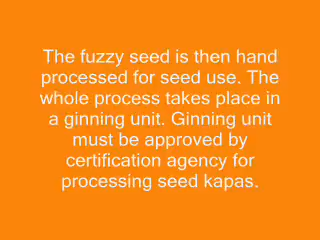 The fuzzy seed is then hand
processed for seed use. The
whole process takes place in
a ginning unit. Ginning unit
must be approved by
certification agency for
processing seed kapas.